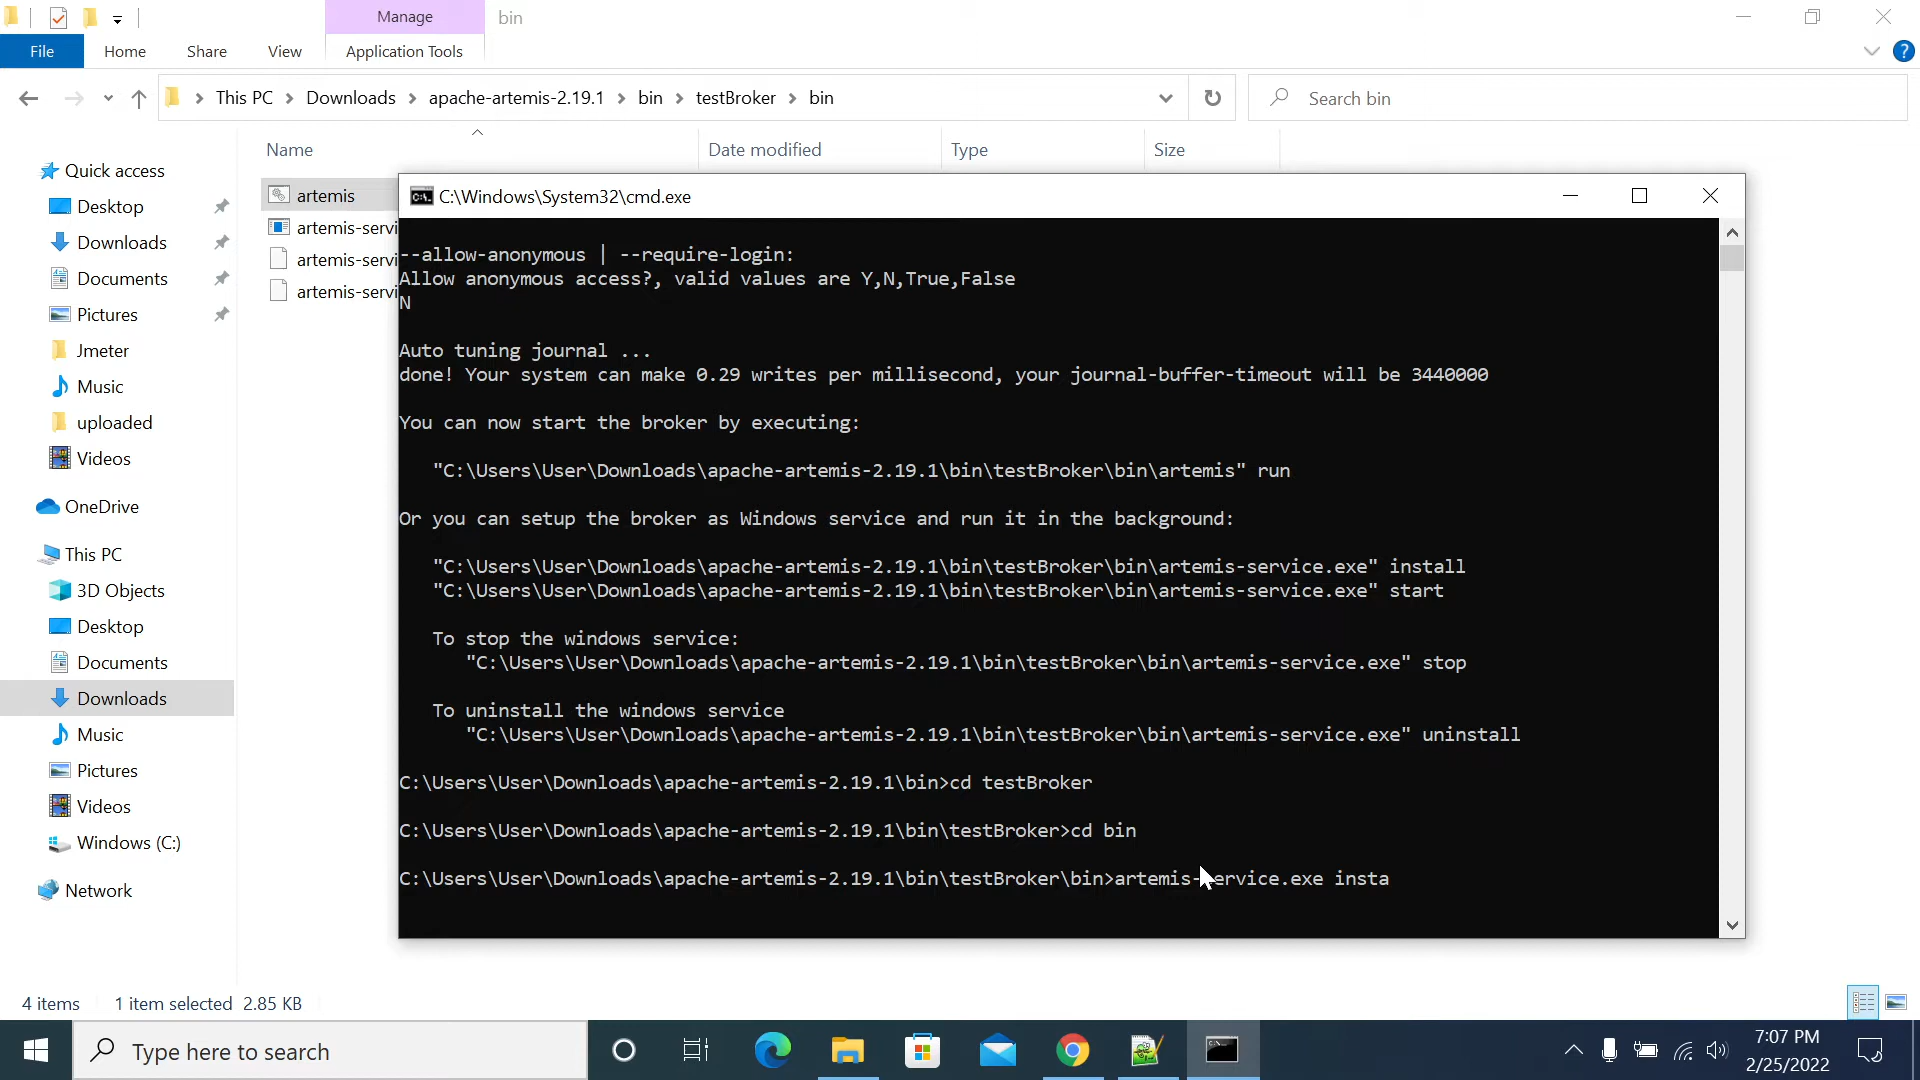 Manage
bin
File
Home
Share
View
Application Tools
This PC
Downloads
apache-artemis-2.19.1
bin
testBroker
bin
Search bin
Name
Date modified
Type
Size
Quick access
Desktop
Downloads
Documents
Pictures
Jmeter
Music
uploaded
Videos
OneDrive
This PC
3D Objects
Desktop
Documents
Downloads
Music
Pictures
Videos
Windows (C:)
Network
artemis
artemis-servi
artemis-servi
artemis-servi
C:\Windows\System32\cmd.exe
--allow-anonymous | --require-login:
Allow anonymous access?, valid values are Y,N,True,False
N
Auto tuning journal ...
done! Your system can make 0.29 writes per millisecond, your journal-buffer-timeout will be 3440000
You can now start the broker by executing:
"C:\Users\User\Downloads\apache-artemis-2.19.1\bin\testBroker\bin\artemis" run
Or you can setup the broker as Windows service and run it in the background:
"C:\Users\User\Downloads\apache-artemis-2.19.1\bin\testBroker\bin\artemis-service.exe" install
"C:\Users\User\Downloads\apache-artemis-2.19.1\bin\testBroker\bin\artemis-service.exe" start
To stop the windows service:
"C:\Users\User\Downloads\apache-artemis-2.19.1\bin\testBroker\bin\artemis-service.exe" stop
To uninstall the windows service
"C:\Users\User\Downloads\apache-artemis-2.19.1\bin\testBroker\bin\artemis-service.exe" uninstall
C:\Users\User\Downloads\apache-artemis-2.19.1\bin>cd testBroker
C:\Users\User\Downloads\apache-artemis-2.19.1\bin\testBroker>cd bin
C:\Users\User\Downloads\apache-artemis-2.19.1\bin\testBroker\bin>artemis-service.exe insta
4 items
1 item selected 2.85 KB
Type here to search
7:07 PM
2/25/2022